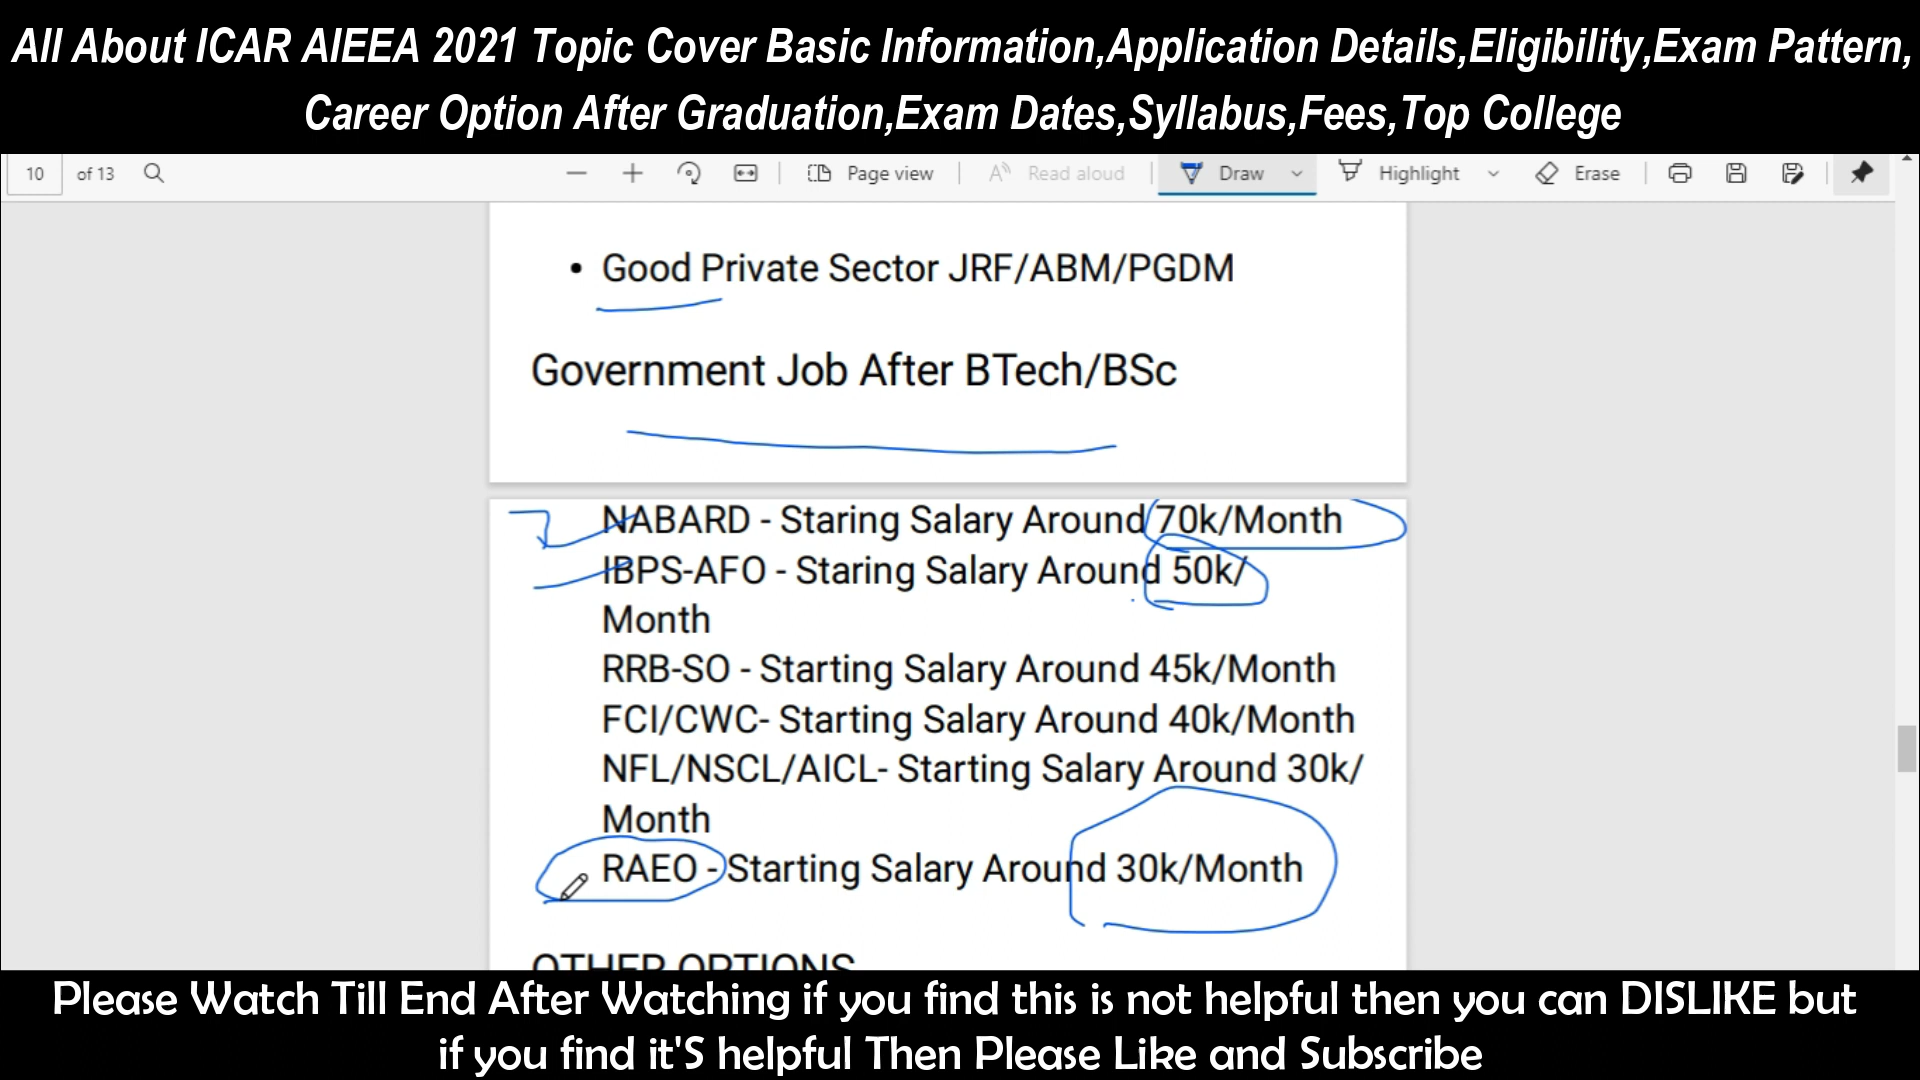 All About ICAR AIEEA 2021 Topic Cover Basic Information,Application Details,Eligibility,Exam Pattern,
Career Option After Graduation,Exam Dates,Syllabus,Fees,Top College
10 of 13 Page view Read aloud Draw Highlight Erase
• Good Private Sector JRF/ABM/PGDM
Government Job After BTech/BSc
NABARD - Staring Salary Around 70k/Month
IBPS-AFO - Staring Salary Around 50k/
Month
RRB-SO - Starting Salary Around 45k/Month
FCI/CWC- Starting Salary Around 40k/Month
NFL/NSCL/AICL- Starting Salary Around 30k/
Month
RAEO - Starting Salary Around 30k/Month
OTHER OPTIONS
Please Watch Till End After Watching if you find this is not helpful then you can DISLIKE but
if you find it'S helpful Then Please Like and Subscribe